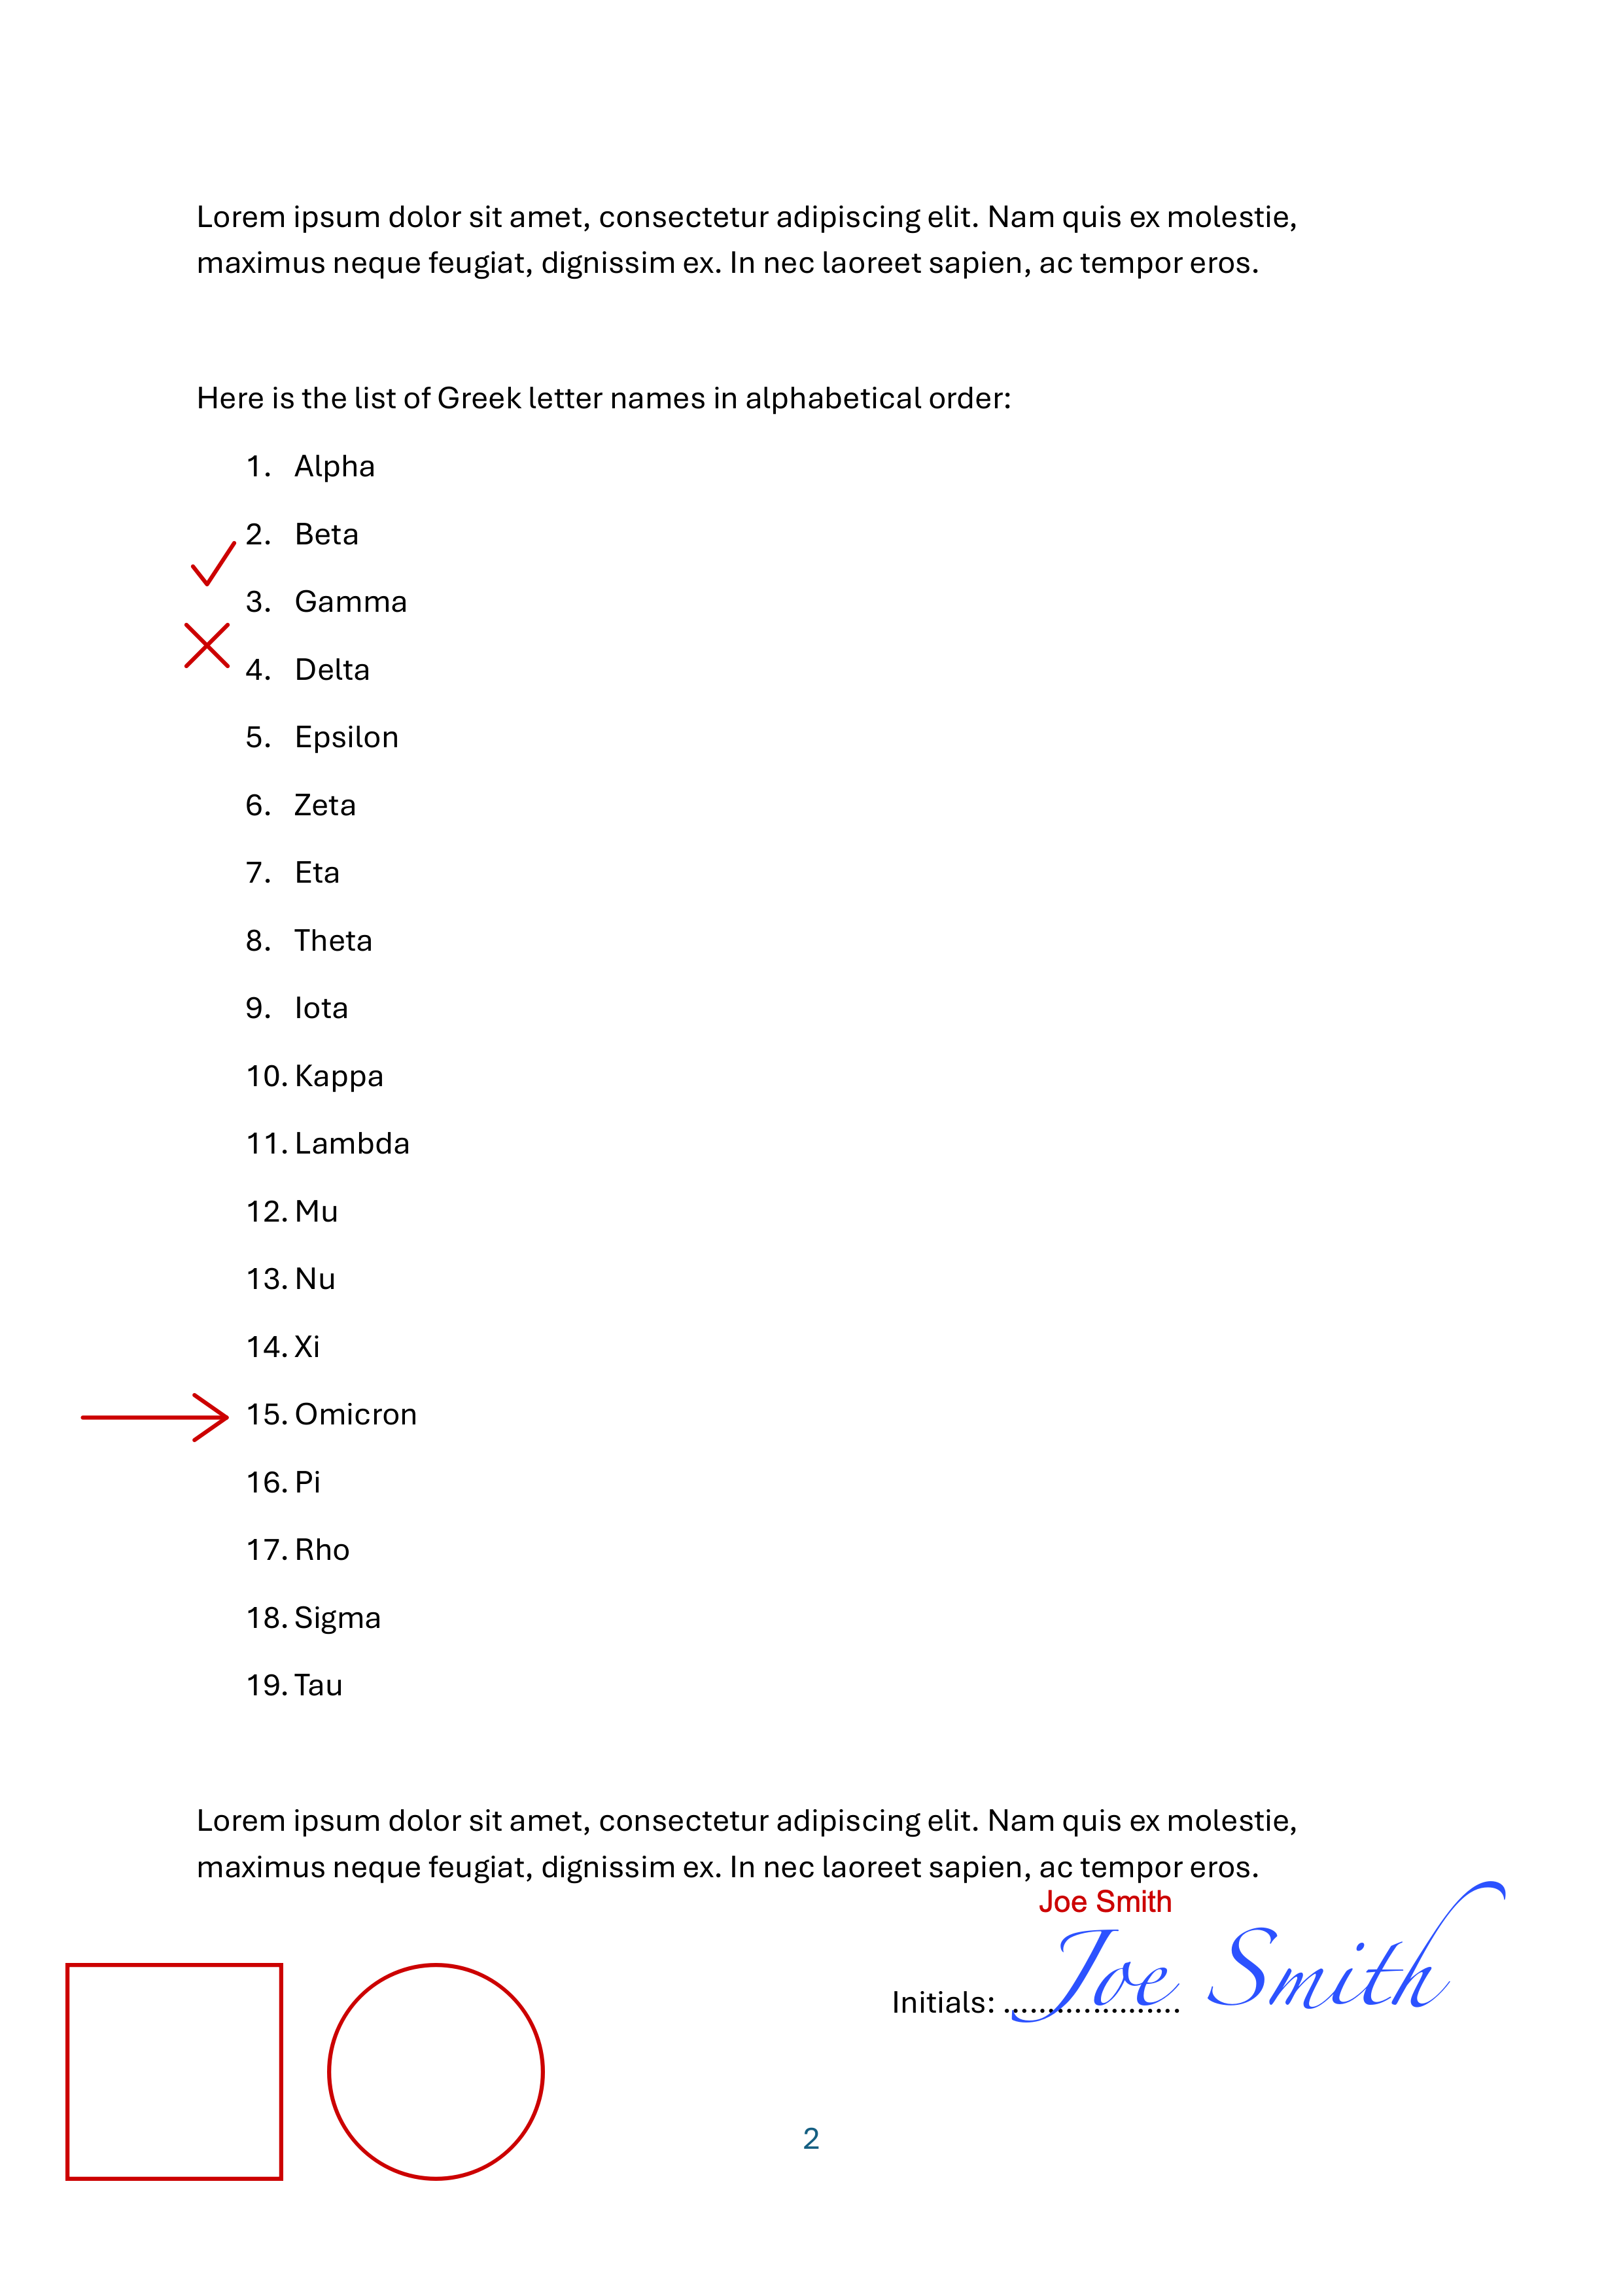 Lorem ipsum dolor sit amet, consectetur adipiscing elit. Nam quis ex molestie,
maximus neque feugiat, dignissim ex. In nec laoreet sapien, ac tempor eros.
Here is the list of Greek letter names in alphabetical order:
1. Alpha
2. Beta
3. Gamma
4. Delta
5. Epsilon
6. Zeta
7. Eta
8. Theta
9. Iota
10. Kappa
11. Lambda
12. Mu
13. Nu
14. Xi
15. Omicron
16. Pi
17. Rho
18. Sigma
19. Tau
Lorem ipsum dolor sit amet, consectetur adipiscing elit. Nam quis ex molestie,
maximus neque feugiat, dignissim ex. In nec laoreet sapien, ac tempor eros.
Joe Smith
Initials: .................... Joe Smith
2